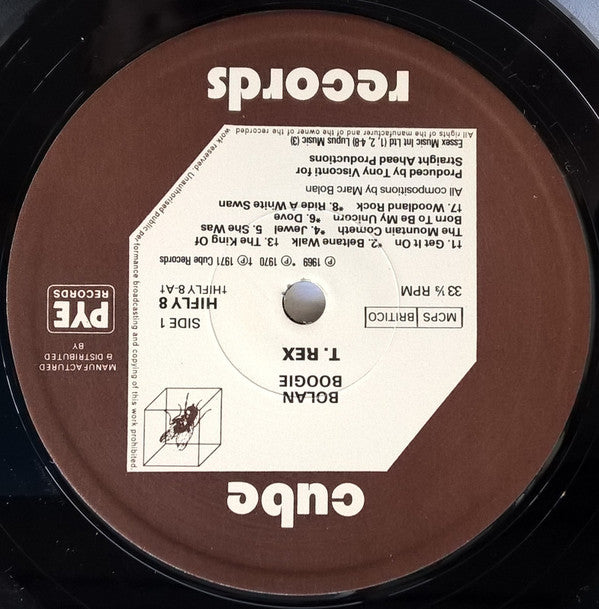 cube
BOLAN
BOOGIE
T. REX
MCPS BRITICO
SIDE 1
HIFLY 8
33⅓ RPM
†HIFLY 8-A1
℗ 1969 *℗ 1970 †℗ 1971 Cube Records
†1. Get It On *2. Beltane Walk †3. The King Of
The Mountain Cometh *4. Jewel 5. She Was
Born To Be My Unicorn *6. Dove
†7. Woodland Rock *8. Ride A White Swan
All compositions by Marc Bolan
Produced by Tony Visconti for
Straight Ahead Productions
Essex Music Int Ltd (1, 2, 4-8) Lupus Music (3)
All rights of the manufacturer and of the owner of the recorded
work reserved. Unauthorised public performance broadcasting and copying of this work prohibited.
MANUFACTURED
& DISTRIBUTED
BY
PYE
RECORDS
records